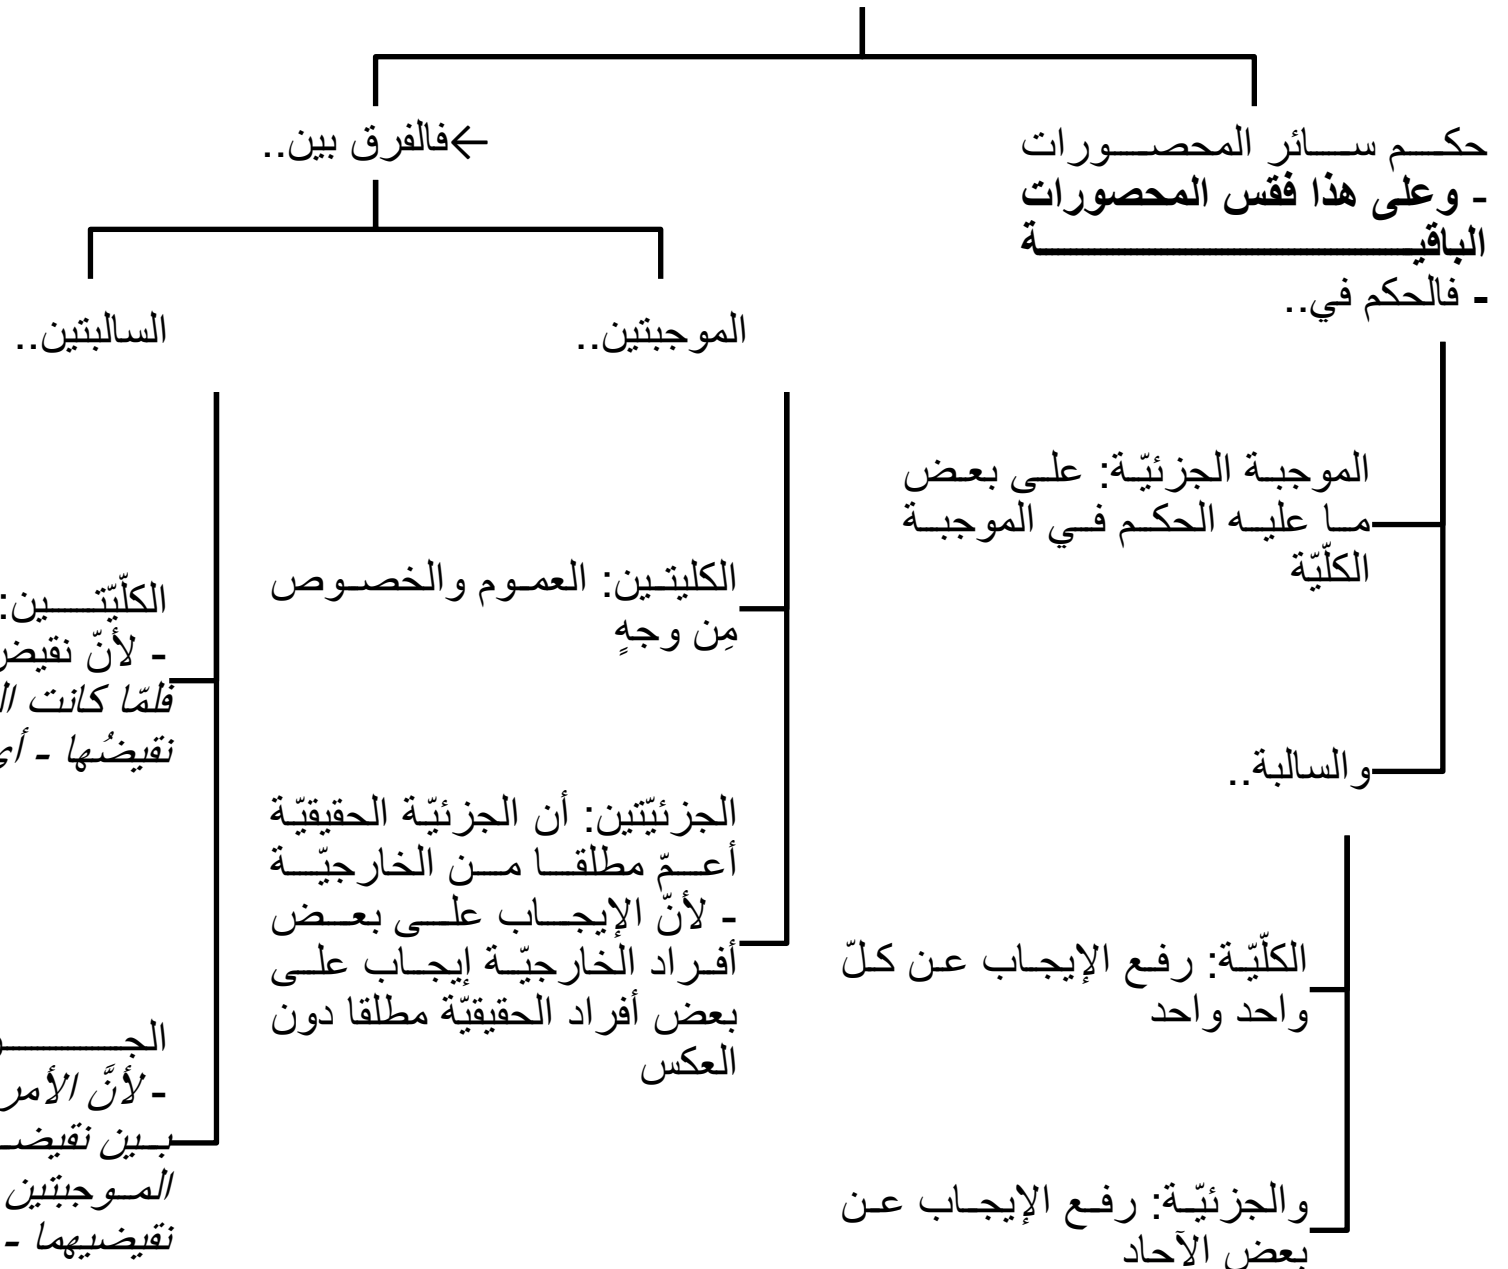 حكم سائر المحصورات
- وعلى هذا فقس المحصورات
الباقية
- فالحكم في..
الموجبة الجزئيّة: على بعض
ما عليه الحكم في الموجبة
الكلّيّة
والسالبة..
الكلّيّة: رفع الإيجاب عن كلّ
واحد واحد
والجزئيّة: رفع الإيجاب عن
بعض الآحاد
←فالفرق بين..
الموجبتين..
الكليتين: العموم والخصوص
مِن وجهٍ
الجزئيّتين: أن الجزئيّة الحقيقيّة
أعمّ مطلقا من الخارجيّة
- لأنّ الإيجاب على بعض
أفراد الخارجيّة إيجاب على
بعض أفراد الحقيقيّة مطلقا دون
العكس
السالبتين..
الكلّيّتين:
- لأنّ نقيض
فلمّا كانت
نقيضُها - أي
- لأنَّ الأمر
بين
الموجبتين
نقيضيهما -